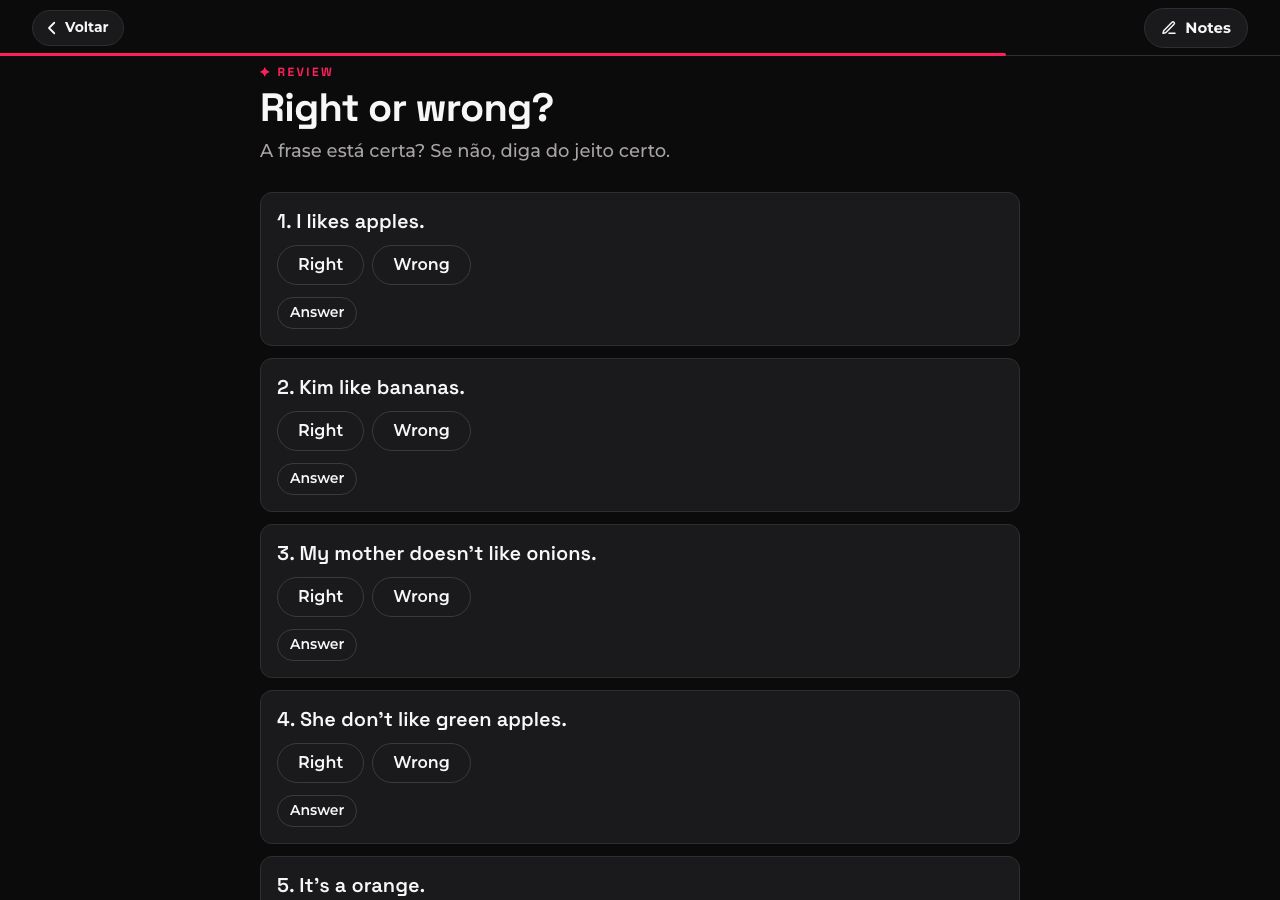 Voltar
Notes
REVIEW
Right or wrong?
A frase está certa? Se não, diga do jeito certo.
1. I likes apples.
Right Wrong
Answer
2. Kim like bananas.
Right Wrong
Answer
3. My mother doesn’t like onions.
Right Wrong
Answer
4. She don’t like green apples.
Right Wrong
Answer
5. It’s a orange.